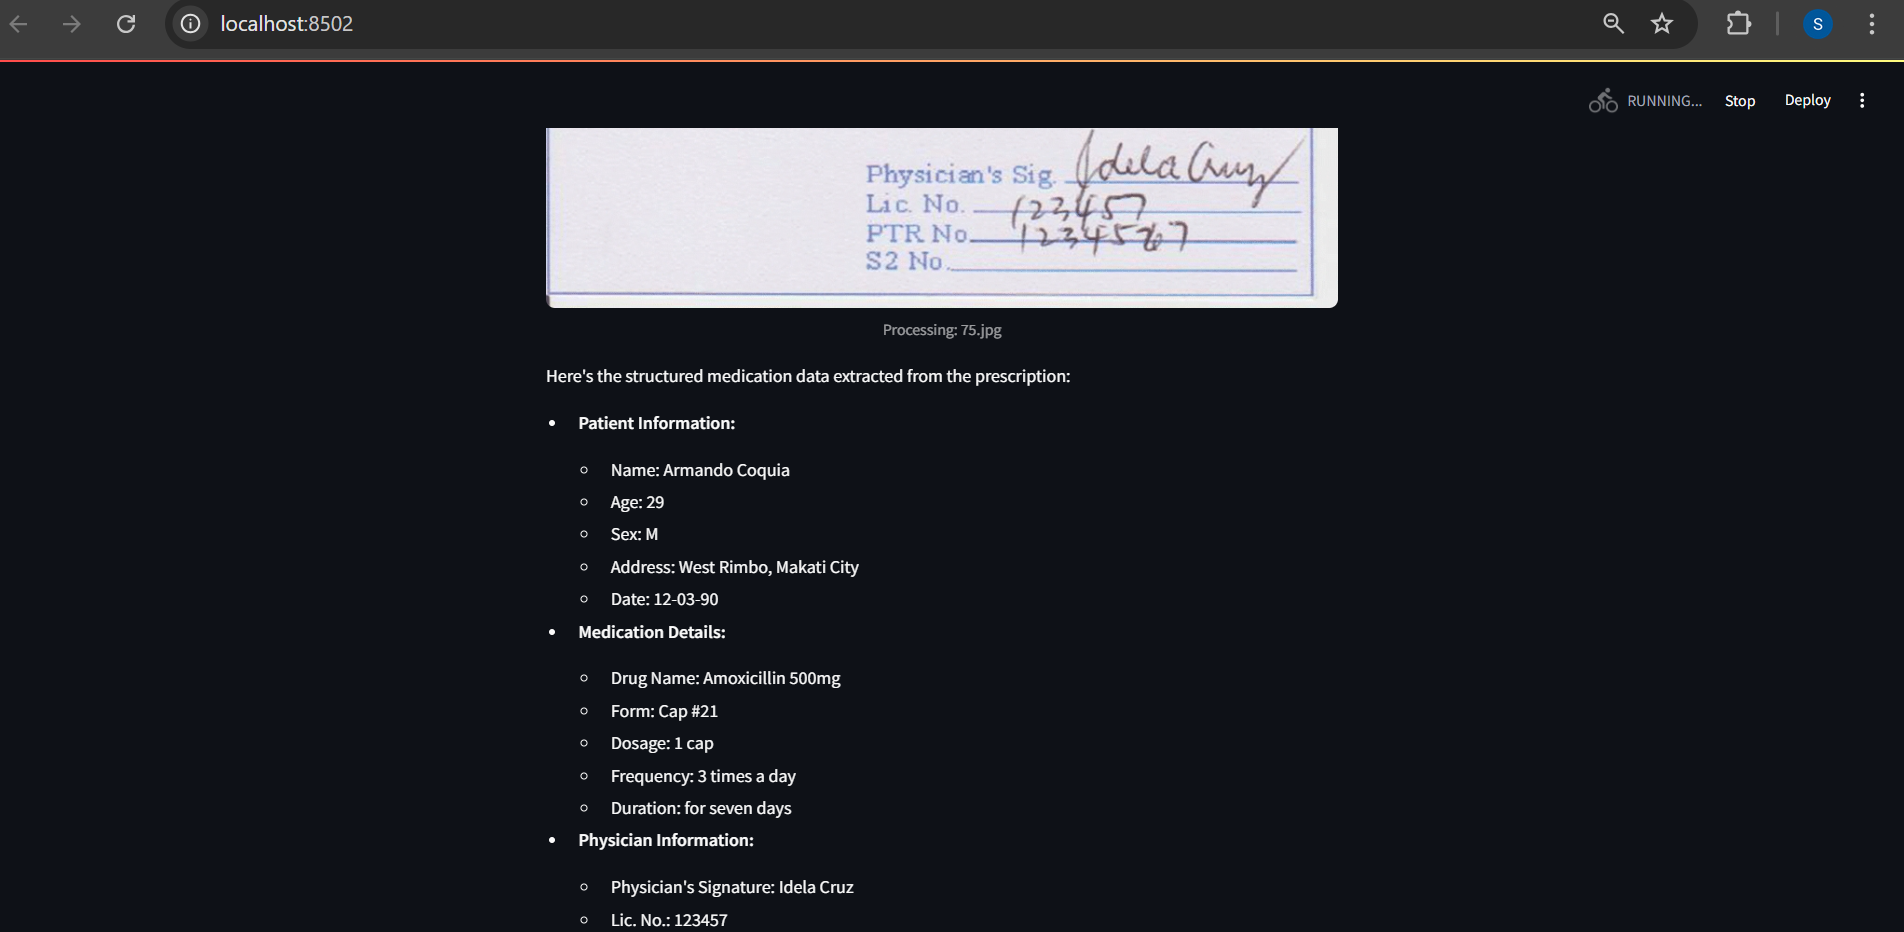 localhost:8502
S
RUNNING...
Stop
Deploy
Physician's Sig. Jdela Cruz
Lic. No. 123457
PTR No. 1234567
S2 No.
Processing: 75.jpg
Here's the structured medication data extracted from the prescription:
Patient Information:
Name: Armando Coquia
Age: 29
Sex: M
Address: West Rimbo, Makati City
Date: 12-03-90
Medication Details:
Drug Name: Amoxicillin 500mg
Form: Cap #21
Dosage: 1 cap
Frequency: 3 times a day
Duration: for seven days
Physician Information:
Physician's Signature: Idela Cruz
Lic. No.: 123457